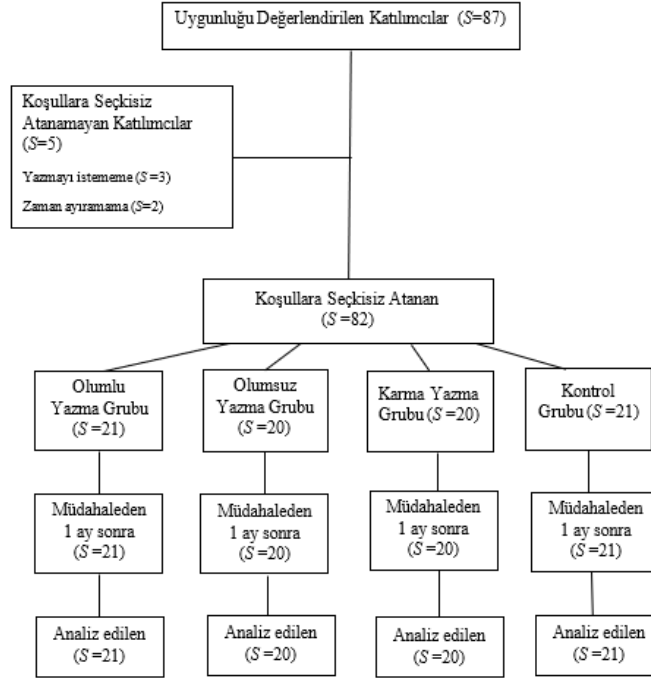 Uygunluğu Değerlendirilen Katılımcılar (S=87)
Koşullara Seçkisiz
Atanamayan Katılımcılar
(S=5)
Yazmayı istememe (S=3)
Zaman ayıramama (S=2)
Koşullara Seçkisiz Atanan
(S =82)
Olumlu
Yazma Grubu
(S =21)
Olumsuz
Yazma Grubu
(S =20)
Karma Yazma
Grubu (S =20)
Kontrol
Grubu (S =21)
Müdahaleden
1 ay sonra
(S =21)
Müdahaleden
1 ay sonra
(S =20)
Müdahaleden
1 ay sonra
(S =20)
Müdahaleden
1 ay sonra
(S =21)
Analiz edilen
(S =21)
Analiz edilen
(S =20)
Analiz edilen
(S =20)
Analiz edilen
(S =21)